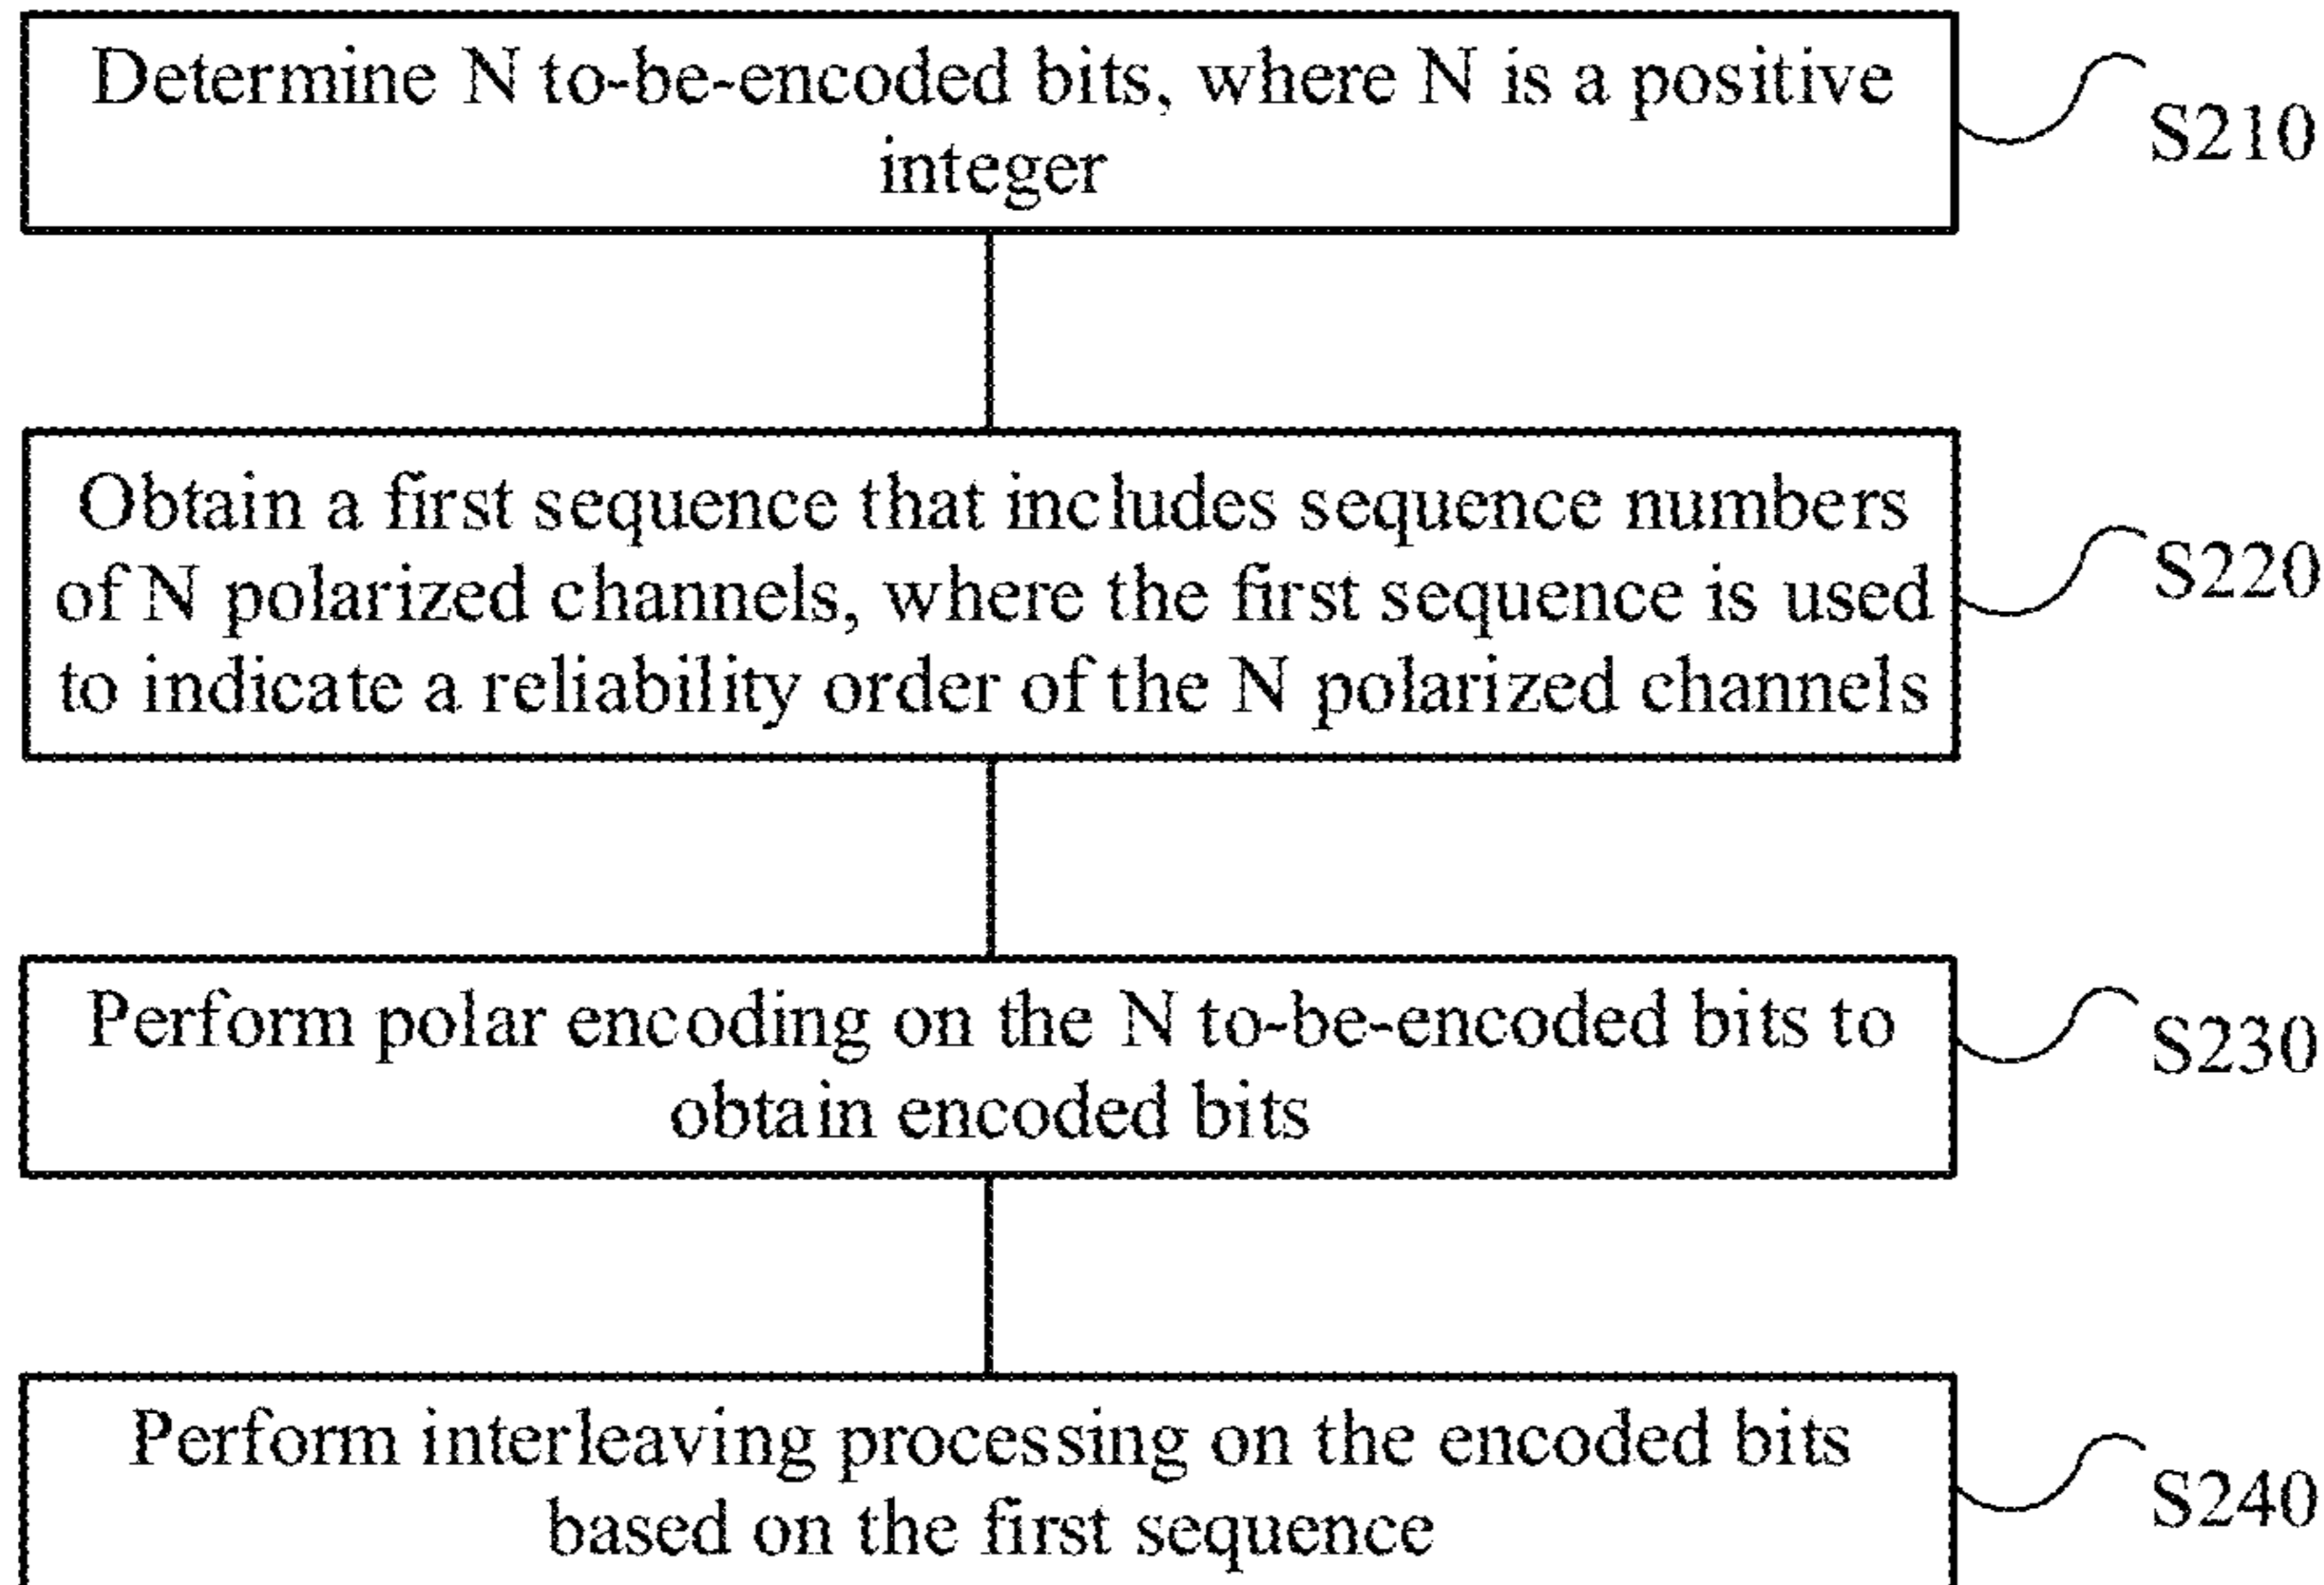 Determine N to-be-encoded bits, where N is a positive
integer
S210
Obtain a first sequence that includes sequence numbers
of N polarized channels, where the first sequence is used
to indicate a reliability order of the N polarized channels
S220
Perform polar encoding on the N to-be-encoded bits to
obtain encoded bits
S230
Perform interleaving processing on the encoded bits
based on the first sequence
S240